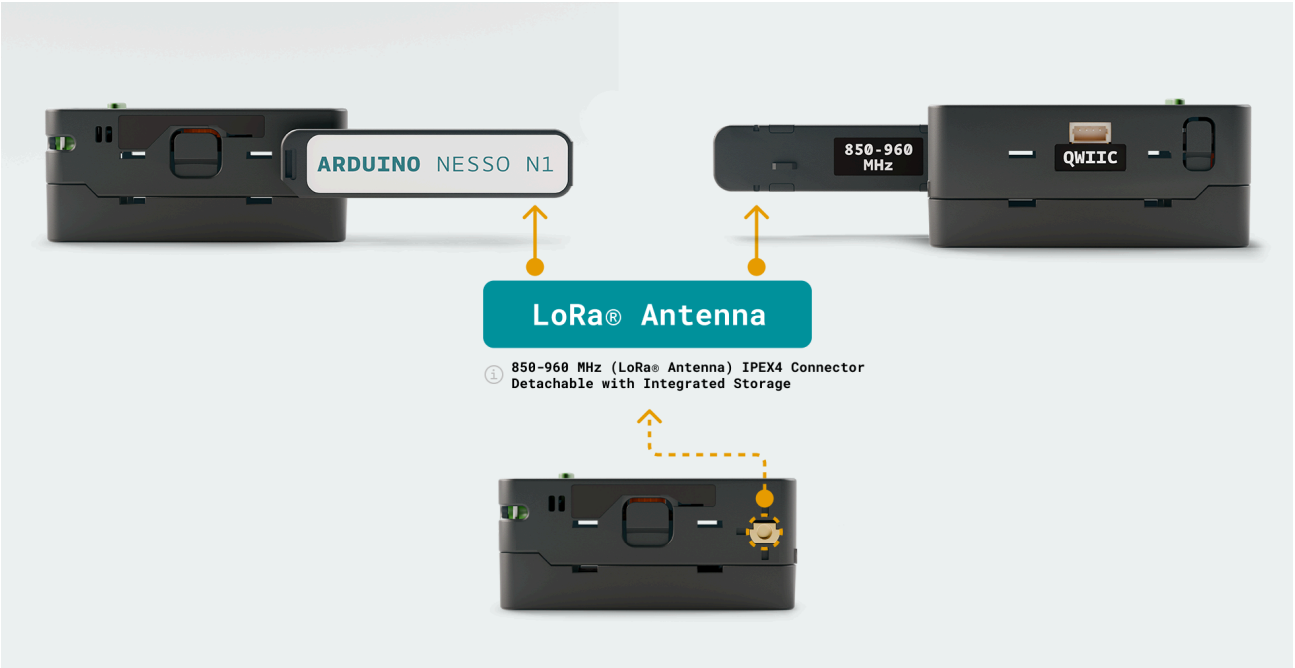 ARDUINO NESSO N1
850-960
MHz
QWIIC
LoRa® Antenna
850-960 MHz (LoRa® Antenna) IPEX4 Connector
Detachable with Integrated Storage